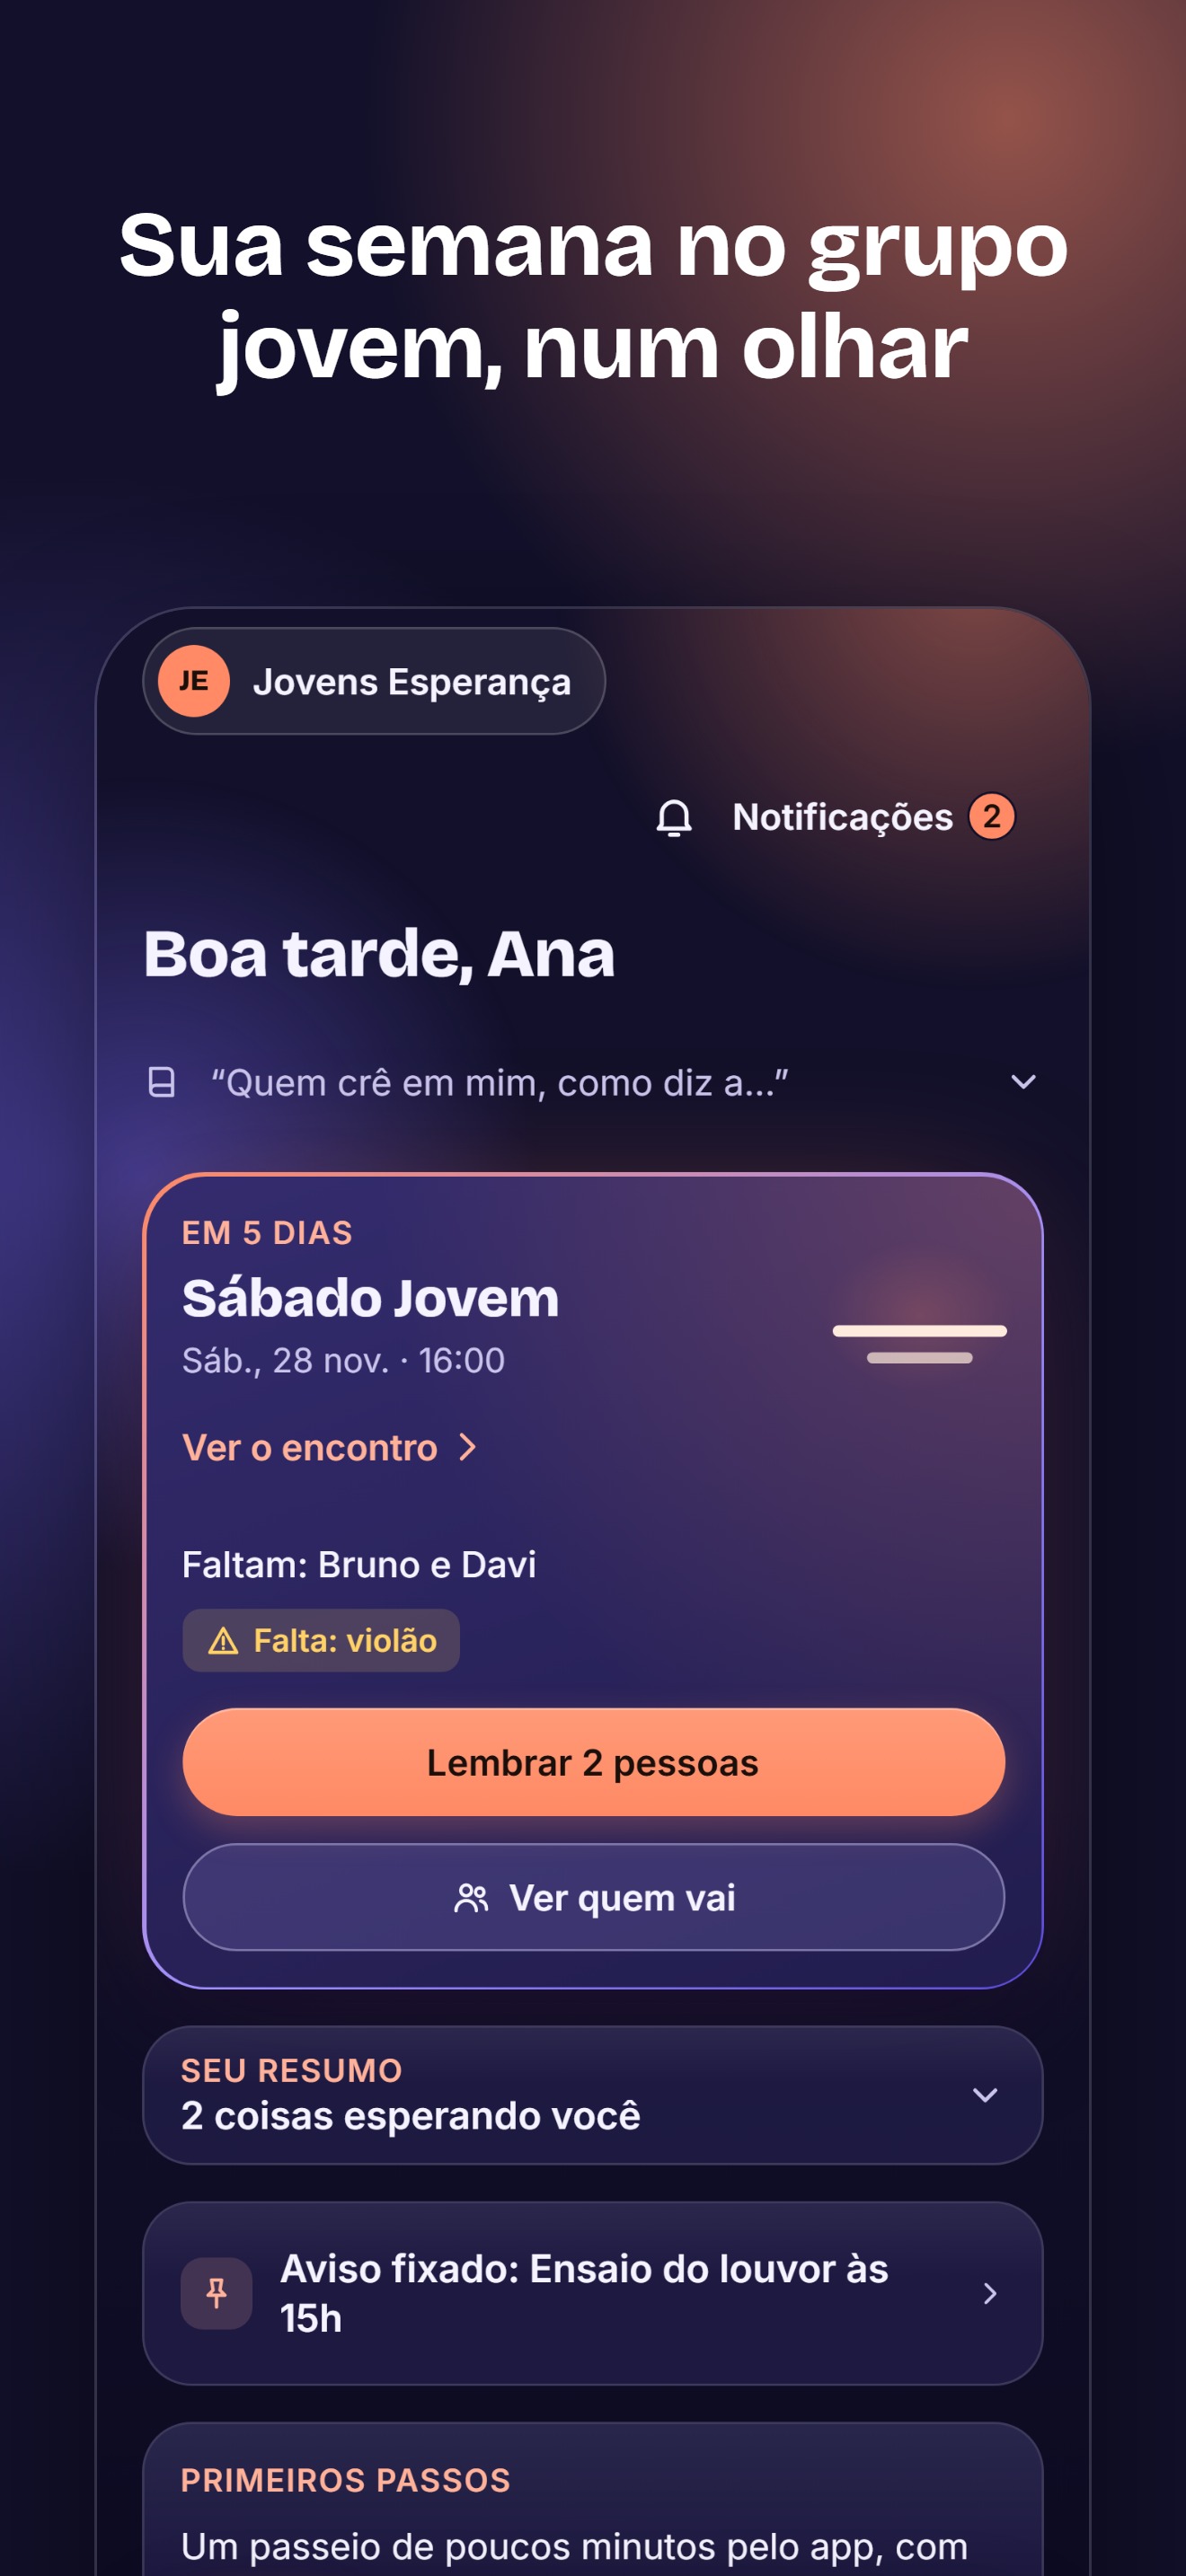 Sua semana no grupo
jovem, num olhar
JE
Jovens Esperança
Notificações 2
Boa tarde, Ana
“Quem crê em mim, como diz a...”
EM 5 DIAS
Sábado Jovem
Sáb., 28 nov. · 16:00
Ver o encontro
Faltam: Bruno e Davi
Falta: violão
Lembrar 2 pessoas
Ver quem vai
SEU RESUMO
2 coisas esperando você
Aviso fixado: Ensaio do louvor às
15h
PRIMEIROS PASSOS
Um passeio de poucos minutos pelo app, com